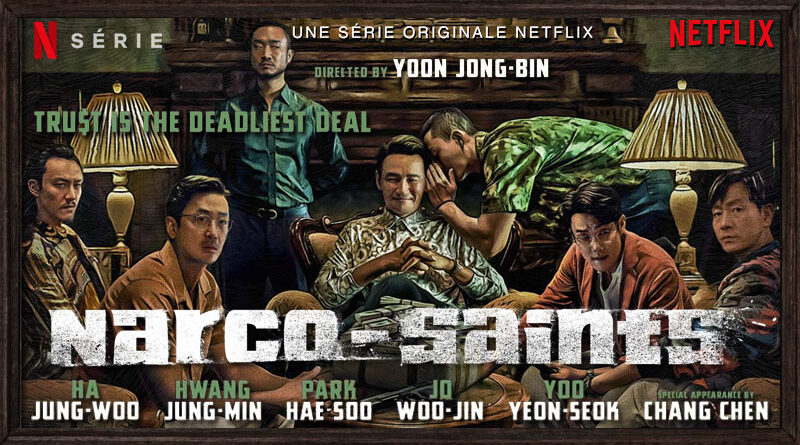 N SÉRIE
UNE SÉRIE ORIGINALE NETFLIX
NETFLIX
DIRECTED BY YOON JONG-BIN
TRUST IS THE DEADLIEST DEAL
Narco-Saints
HA JUNG-WOO
HWANG JUNG-MIN
PARK HAE-SOO
JO WOO-JIN
YOO YEON-SEOK
SPECIAL APPEARANCE BY CHANG CHEN